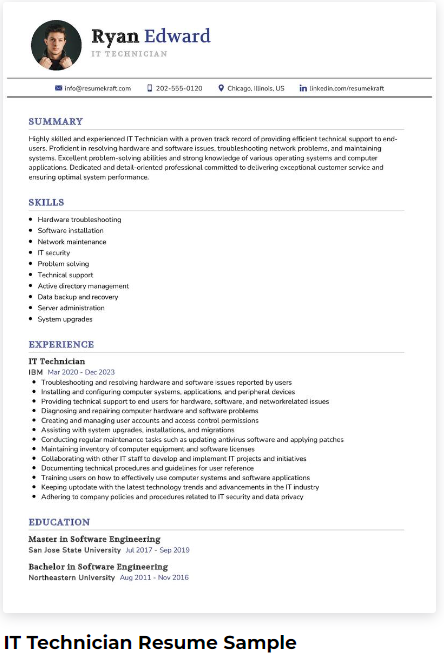 Ryan Edward
IT TECHNICIAN
info@resumekraft.com 202-555-0120 Chicago, Illinois, US linkedin.com/resumekraft
SUMMARY
Highly skilled and experienced IT Technician with a proven track record of providing efficient technical support to end-
users. Proficient in resolving hardware and software issues, troubleshooting network problems, and maintaining
systems. Excellent problem-solving abilities and strong knowledge of various operating systems and computer
applications. Dedicated and detail-oriented professional committed to delivering exceptional customer service and
ensuring optimal system performance.
SKILLS
Hardware troubleshooting
Software installation
Network maintenance
IT security
Problem solving
Technical support
Active directory management
Data backup and recovery
Server administration
System upgrades
EXPERIENCE
IT Technician
IBM Mar 2020 - Dec 2023
Troubleshooting and resolving hardware and software issues reported by users
Installing and configuring computer systems, applications, and peripheral devices
Providing technical support to end users for hardware, software, and networkrelated issues
Diagnosing and repairing computer hardware and software problems
Creating and managing user accounts and access control permissions
Assisting with system upgrades, installations, and migrations
Conducting regular maintenance tasks such as updating antivirus software and applying patches
Maintaining inventory of computer equipment and software licenses
Collaborating with other IT staff to develop and implement IT projects and initiatives
Documenting technical procedures and guidelines for user reference
Training users on how to effectively use computer systems and software applications
Keeping uptodate with the latest technology trends and advancements in the IT industry
Adhering to company policies and procedures related to IT security and data privacy
EDUCATION
Master in Software Engineering
San Jose State University Jul 2017 - Sep 2019
Bachelor in Software Engineering
Northeastern University Aug 2011 - Nov 2016
IT Technician Resume Sample